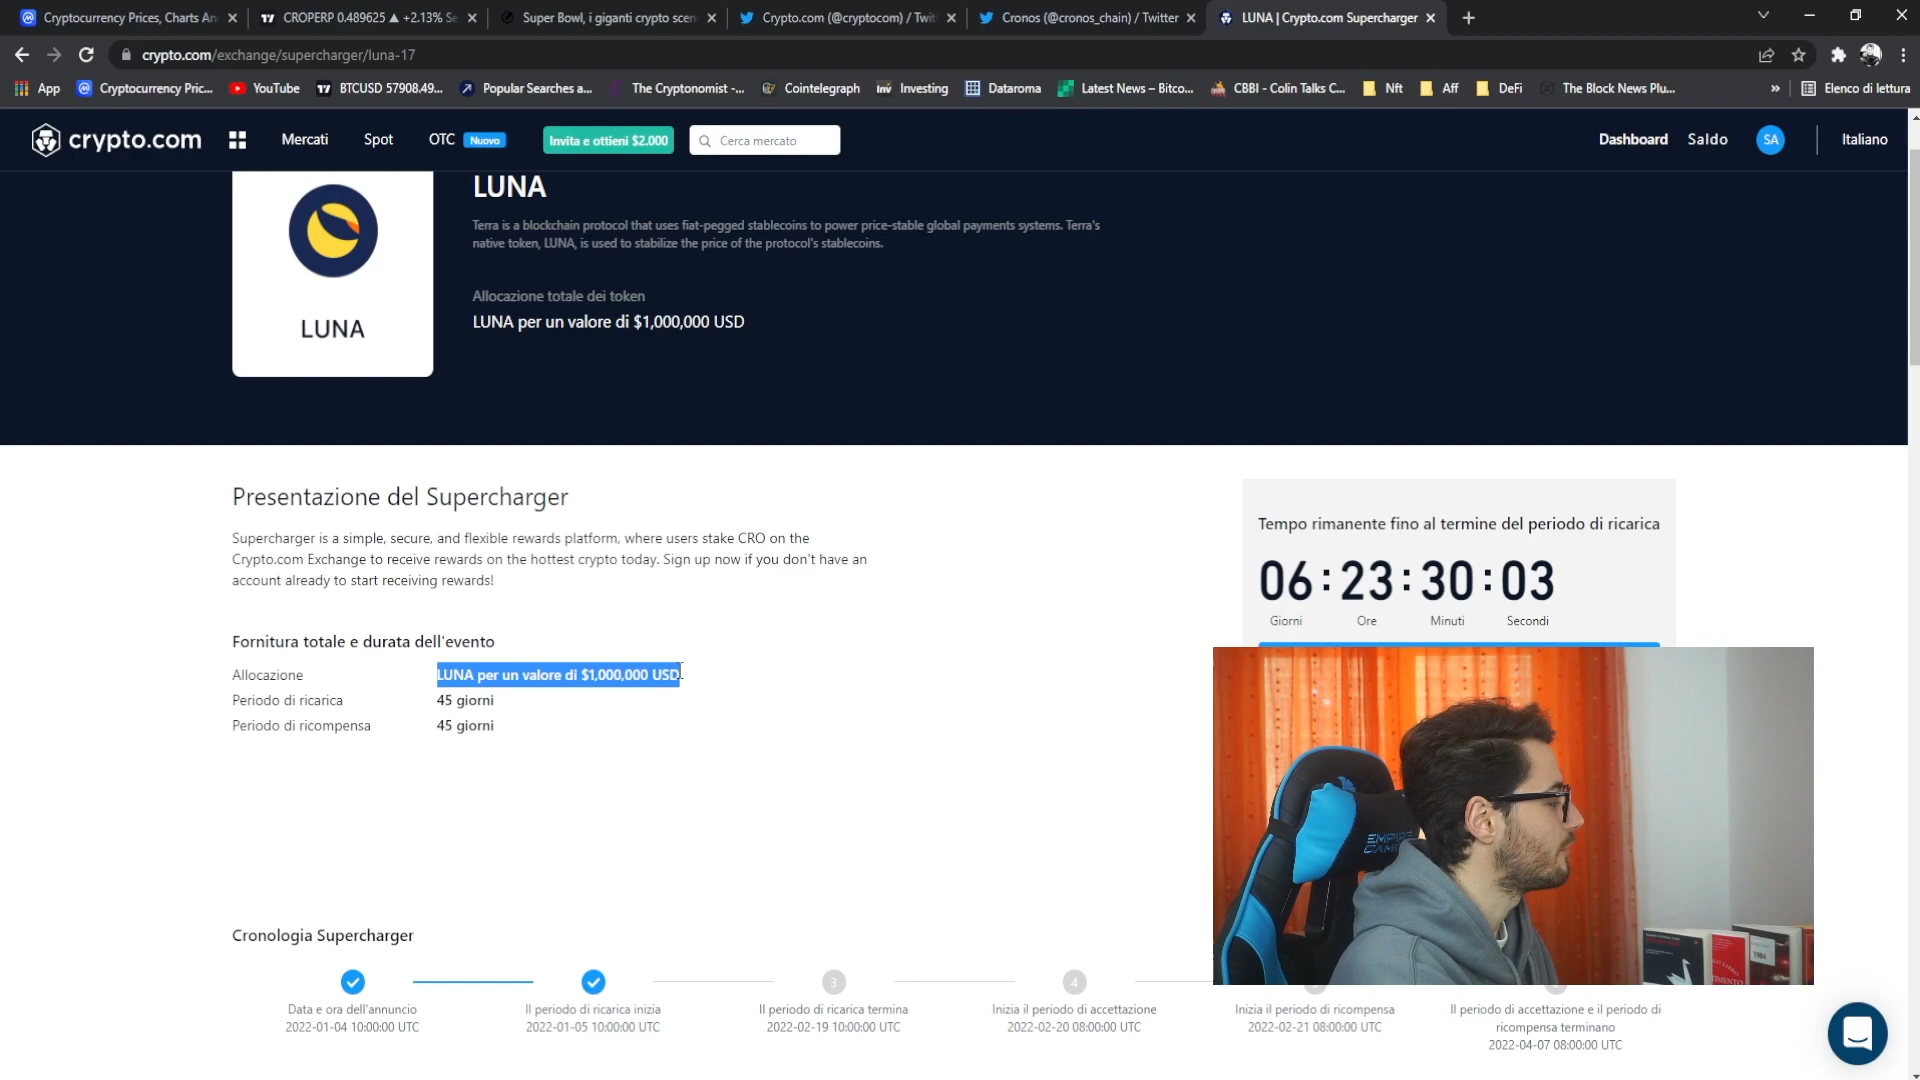 Cryptocurrency Prices, Charts An
CROPERP 0.489625 ▲ +2.13% Se
Super Bowl, i giganti crypto scen
Crypto.com (@cryptocom) / Twit
Cronos (@cronos_chain) / Twitter
LUNA | Crypto.com Supercharger
crypto.com/exchange/supercharger/luna-17
App
Cryptocurrency Pric...
YouTube
BTCUSD 57908.49...
Popular Searches a...
The Cryptonomist -...
Cointelegraph
Investing
Dataroma
Latest News – Bitco...
CBBI - Colin Talks C...
Nft
Aff
DeFi
The Block News Plu...
»
Elenco di lettura
crypto.com
Mercati
Spot
OTC Nuovo
Invita e ottieni $2.000
Cerca mercato
Dashboard
Saldo
SA
Italiano
LUNA
LUNA
Terra is a blockchain protocol that uses fiat-pegged stablecoins to power price-stable global payments systems. Terra's
native token, LUNA, is used to stabilize the price of the protocol's stablecoins.
Allocazione totale dei token
LUNA per un valore di $1,000,000 USD
Presentazione del Supercharger
Supercharger is a simple, secure, and flexible rewards platform, where users stake CRO on the
Crypto.com Exchange to receive rewards on the hottest crypto today. Sign up now if you don't have an
account already to start receiving rewards!
Tempo rimanente fino al termine del periodo di ricarica
06 : 23 : 30 : 03
Giorni Ore Minuti Secondi
Fornitura totale e durata dell'evento
Allocazione LUNA per un valore di $1,000,000 USD
Periodo di ricarica 45 giorni
Periodo di ricompensa 45 giorni
EMPIRE
GAMING
1984
Cronologia Supercharger
3
4
Data e ora dell'annuncio
2022-01-04 10:00:00 UTC
Il periodo di ricarica inizia
2022-01-05 10:00:00 UTC
Il periodo di ricarica termina
2022-02-19 10:00:00 UTC
Inizia il periodo di accettazione
2022-02-20 08:00:00 UTC
Inizia il periodo di ricompensa
2022-02-21 08:00:00 UTC
Il periodo di accettazione e il periodo di
ricompensa terminano
2022-04-07 08:00:00 UTC